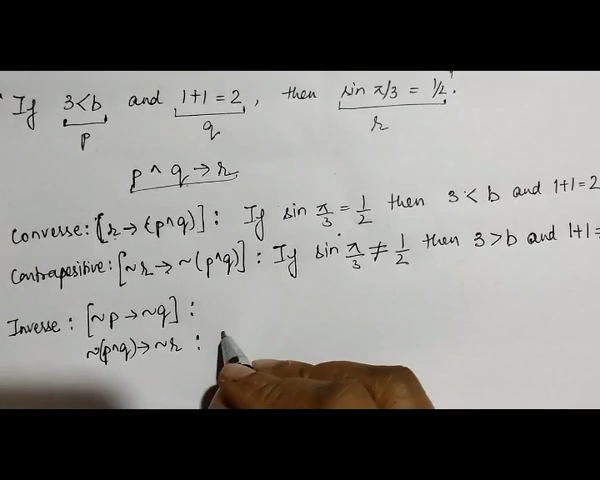 If 3<b and 1+1=2, then sin π/3 = 1/2.
p q r
p ^ q → r
Converse: [r → (p^q)] : If sin π/3 = 1/2 then 3 < b and 1+1=2
Contrapositive: [~r → ~(p^q)] : If sin π/3 ≠ 1/2 then 3 > b and 1+1=
Inverse : [~p → ~q] :
~(p^q) → ~r :